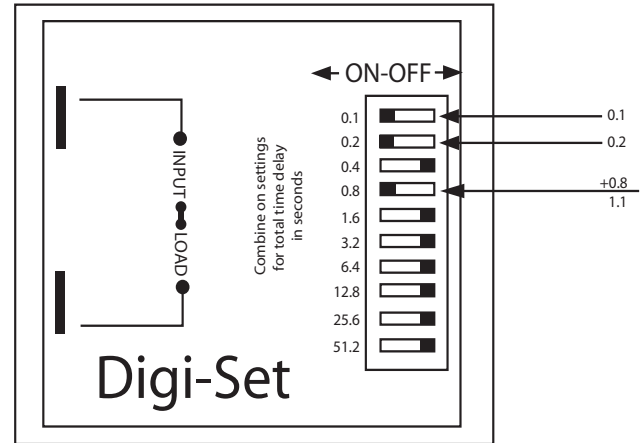 ON-OFF
0.1
0.2
0.4
0.8
1.6
3.2
6.4
12.8
25.6
51.2
0.1
0.2
+0.8
1.1
INPUT
LOAD
Combine on settings
for total time delay
in seconds
Digi-Set